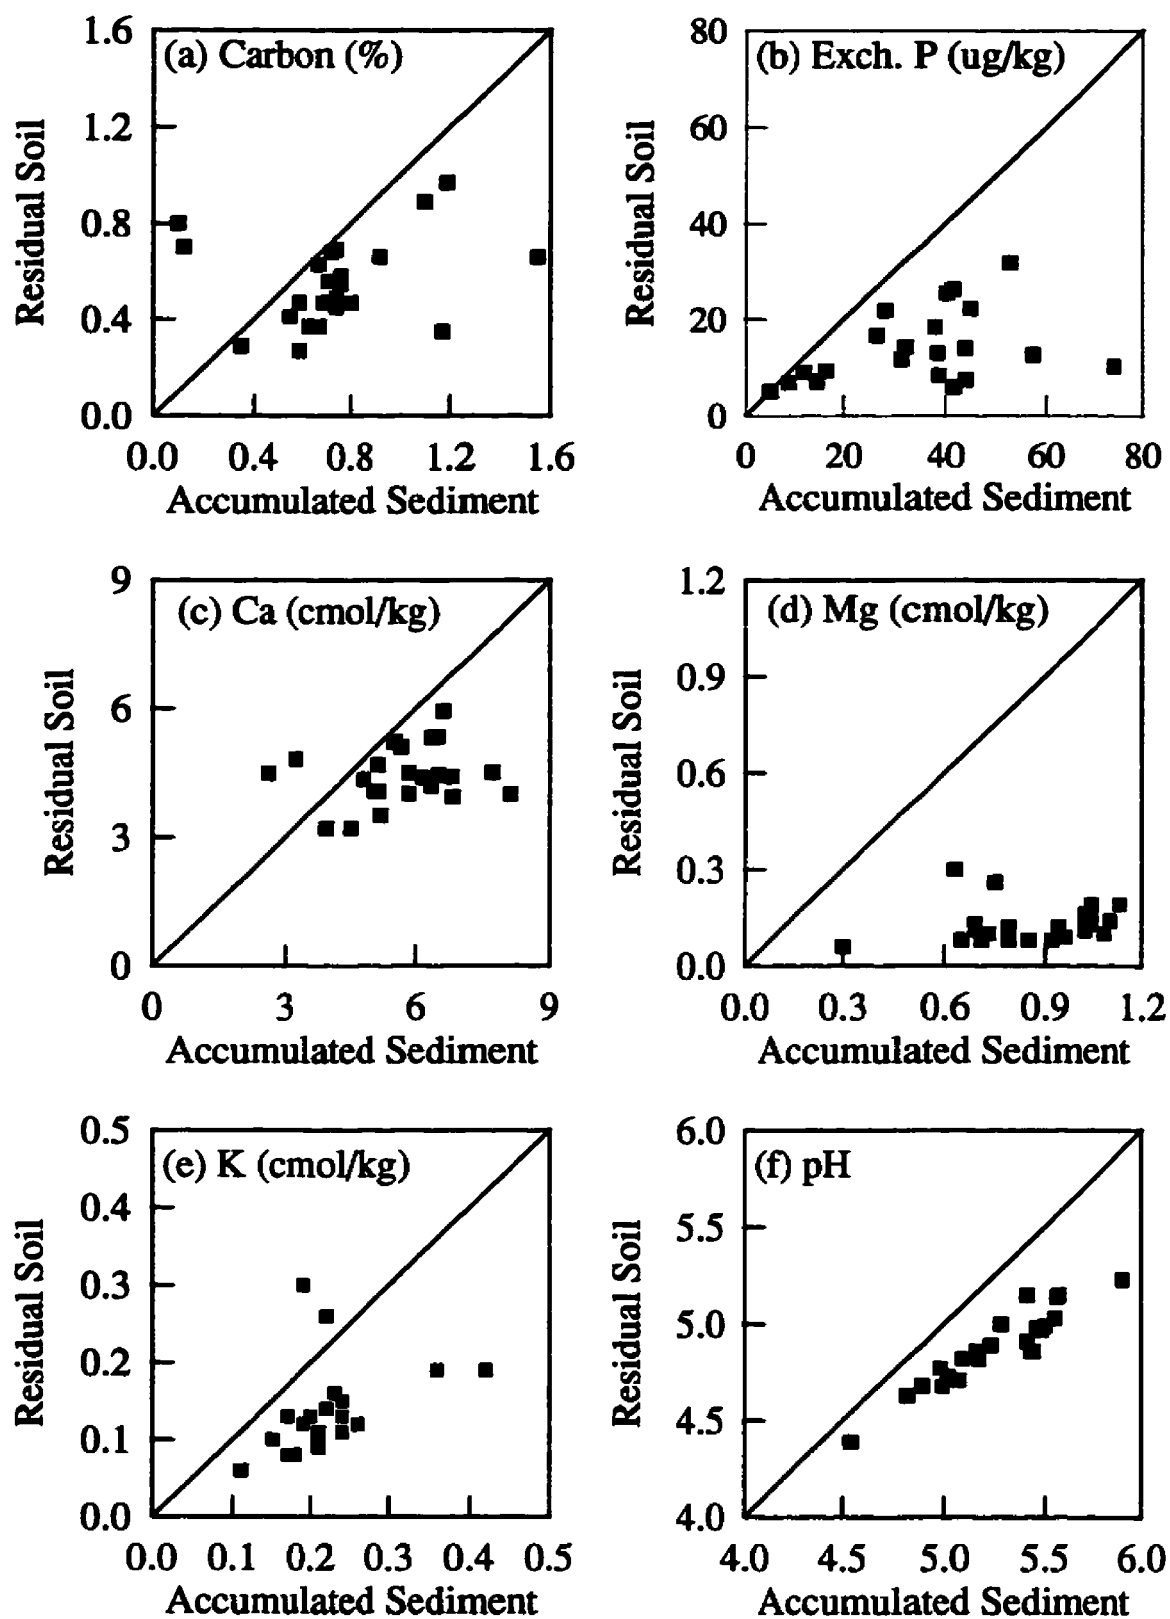 (a) Carbon (%)
Residual Soil
1.6
1.2
0.8
0.4
0.0
0.0 0.4 0.8 1.2 1.6
Accumulated Sediment
(b) Exch. P (ug/kg)
Residual Soil
80
60
40
20
0
0 20 40 60 80
Accumulated Sediment
(c) Ca (cmol/kg)
Residual Soil
9
6
3
0
0 3 6 9
Accumulated Sediment
(d) Mg (cmol/kg)
Residual Soil
1.2
0.9
0.6
0.3
0.0
0.0 0.3 0.6 0.9 1.2
Accumulated Sediment
(e) K (cmol/kg)
Residual Soil
0.5
0.4
0.3
0.2
0.1
0.0
0.0 0.1 0.2 0.3 0.4 0.5
Accumulated Sediment
(f) pH
Residual Soil
6.0
5.5
5.0
4.5
4.0
4.0 4.5 5.0 5.5 6.0
Accumulated Sediment